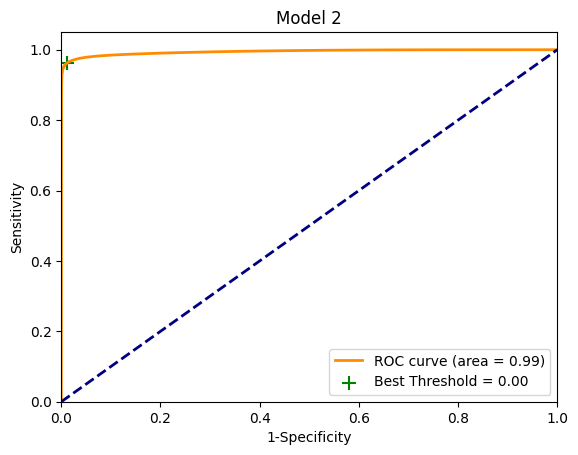 Model 2
1.0
0.8
0.6
0.4
0.2
0.0
Sensitivity
ROC curve (area = 0.99)
Best Threshold = 0.00
0.0 0.2 0.4 0.6 0.8 1.0
1-Specificity